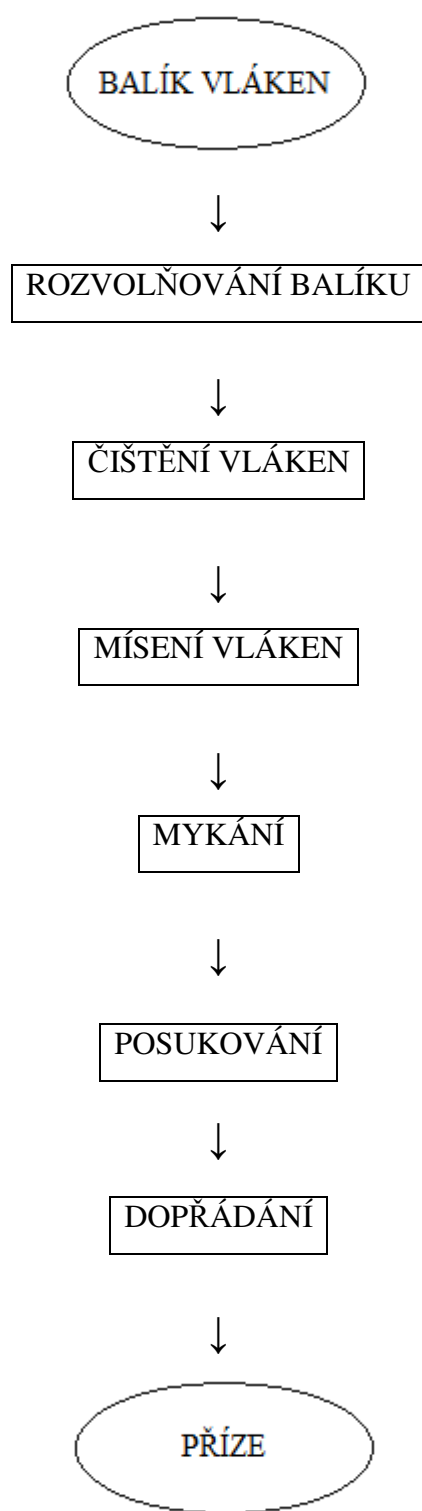 BALÍK VLÁKEN
↓
ROZVOLŇOVÁNÍ BALÍKU
↓
ČIŠTĚNÍ VLÁKEN
↓
MÍSENÍ VLÁKEN
↓
MYKÁNÍ
↓
POSUKOVÁNÍ
↓
DOPŘÁDÁNÍ
↓
PŘÍZE